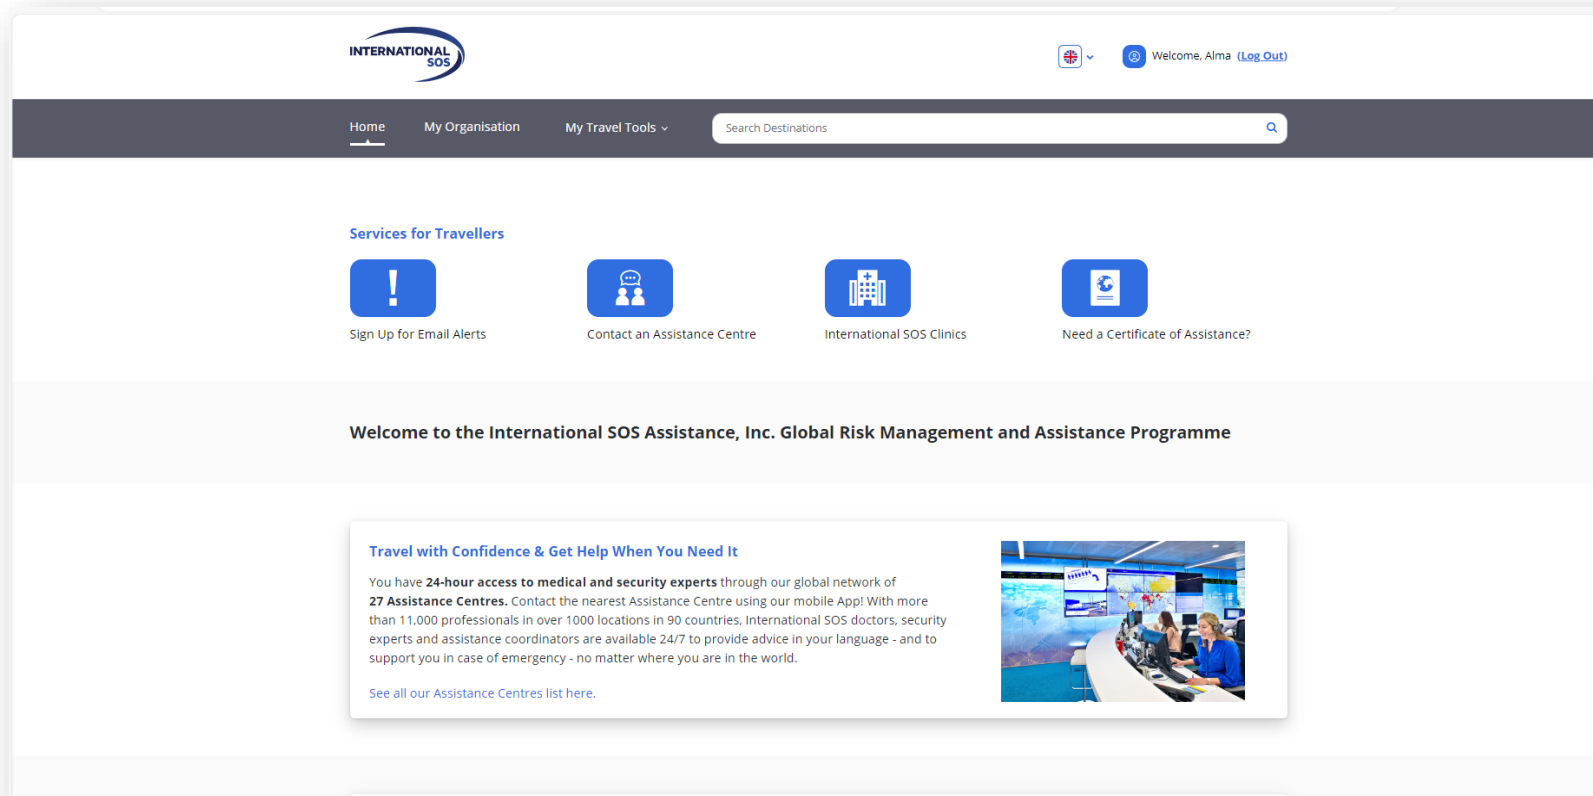 INTERNATIONAL
SOS
Welcome, Alma (Log Out)
Home My Organisation My Travel Tools Search Destinations
Services for Travellers
Sign Up for Email Alerts Contact an Assistance Centre International SOS Clinics Need a Certificate of Assistance?
Welcome to the International SOS Assistance, Inc. Global Risk Management and Assistance Programme
Travel with Confidence & Get Help When You Need It
You have 24-hour access to medical and security experts through our global network of
27 Assistance Centres. Contact the nearest Assistance Centre using our mobile App! With more
than 11,000 professionals in over 1000 locations in 90 countries, International SOS doctors, security
experts and assistance coordinators are available 24/7 to provide advice in your language - and to
support you in case of emergency - no matter where you are in the world.
See all our Assistance Centres list here.